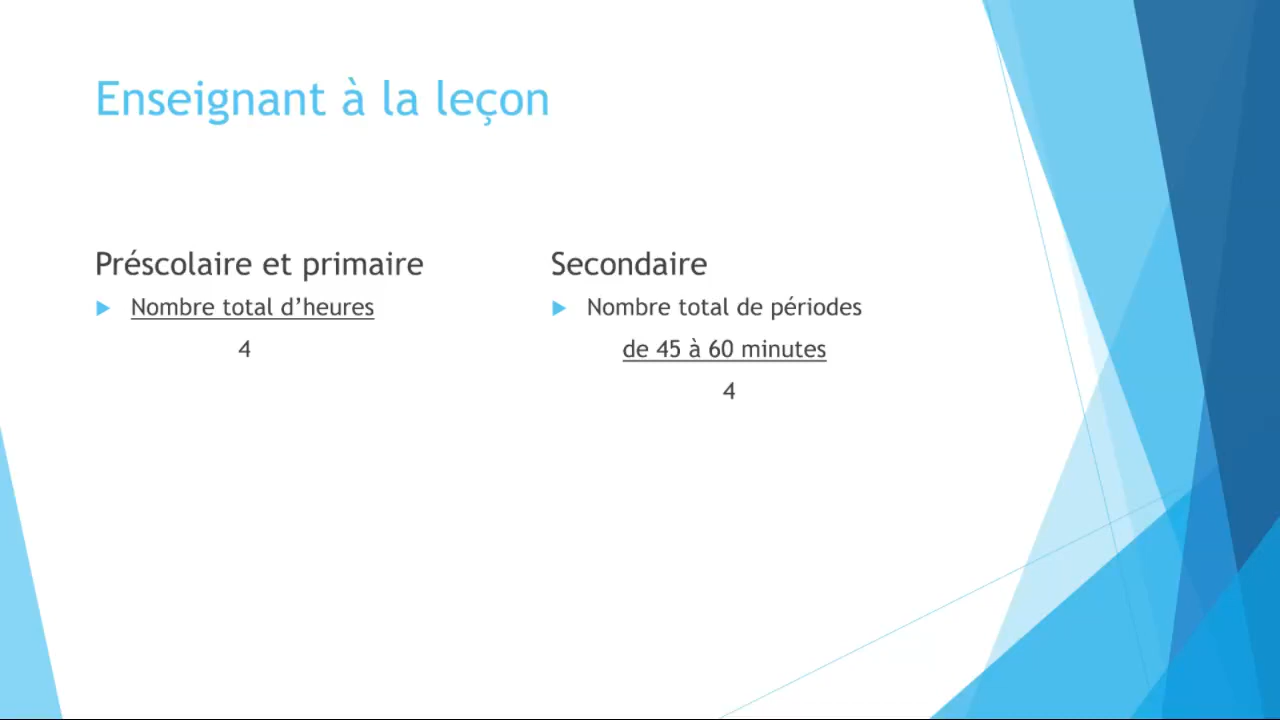 Enseignant à la leçon
Préscolaire et primaire
Nombre total d’heures
4
Secondaire
Nombre total de périodes
de 45 à 60 minutes
4